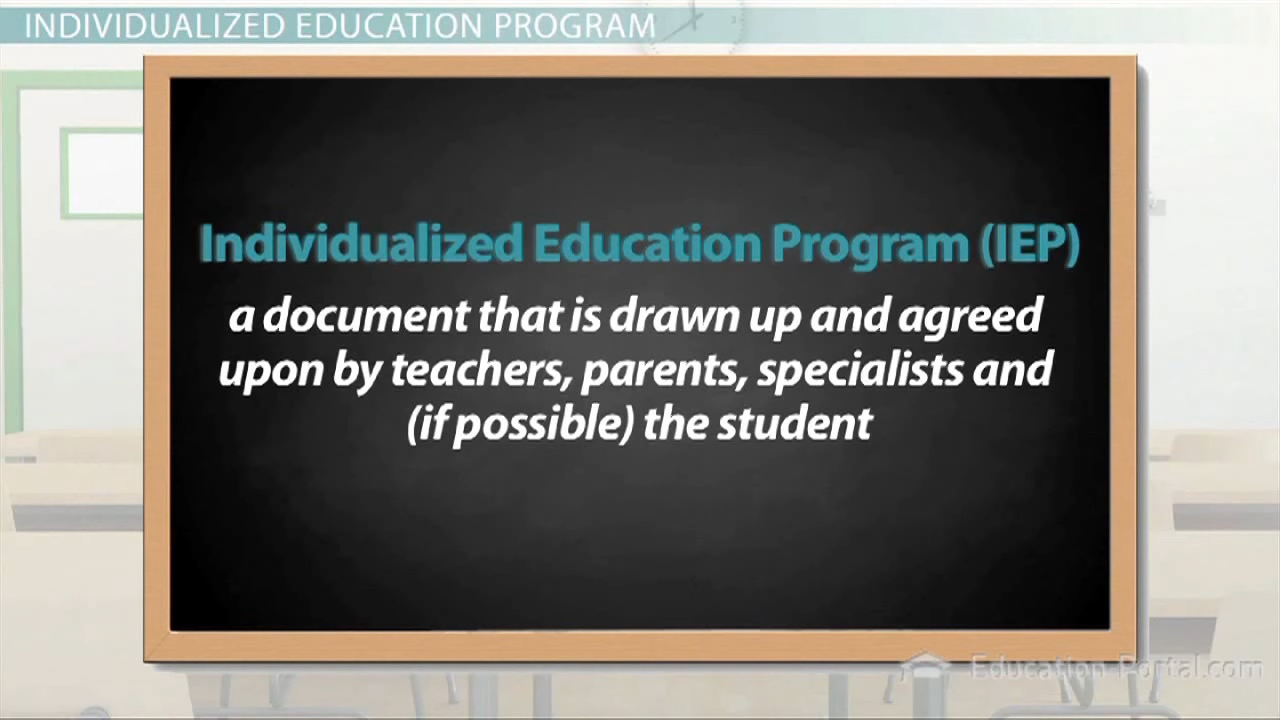 INDIVIDUALIZED EDUCATION PROGRAM
Individualized Education Program (IEP)
a document that is drawn up and agreed
upon by teachers, parents, specialists and
(if possible) the student
Education-Portal.com